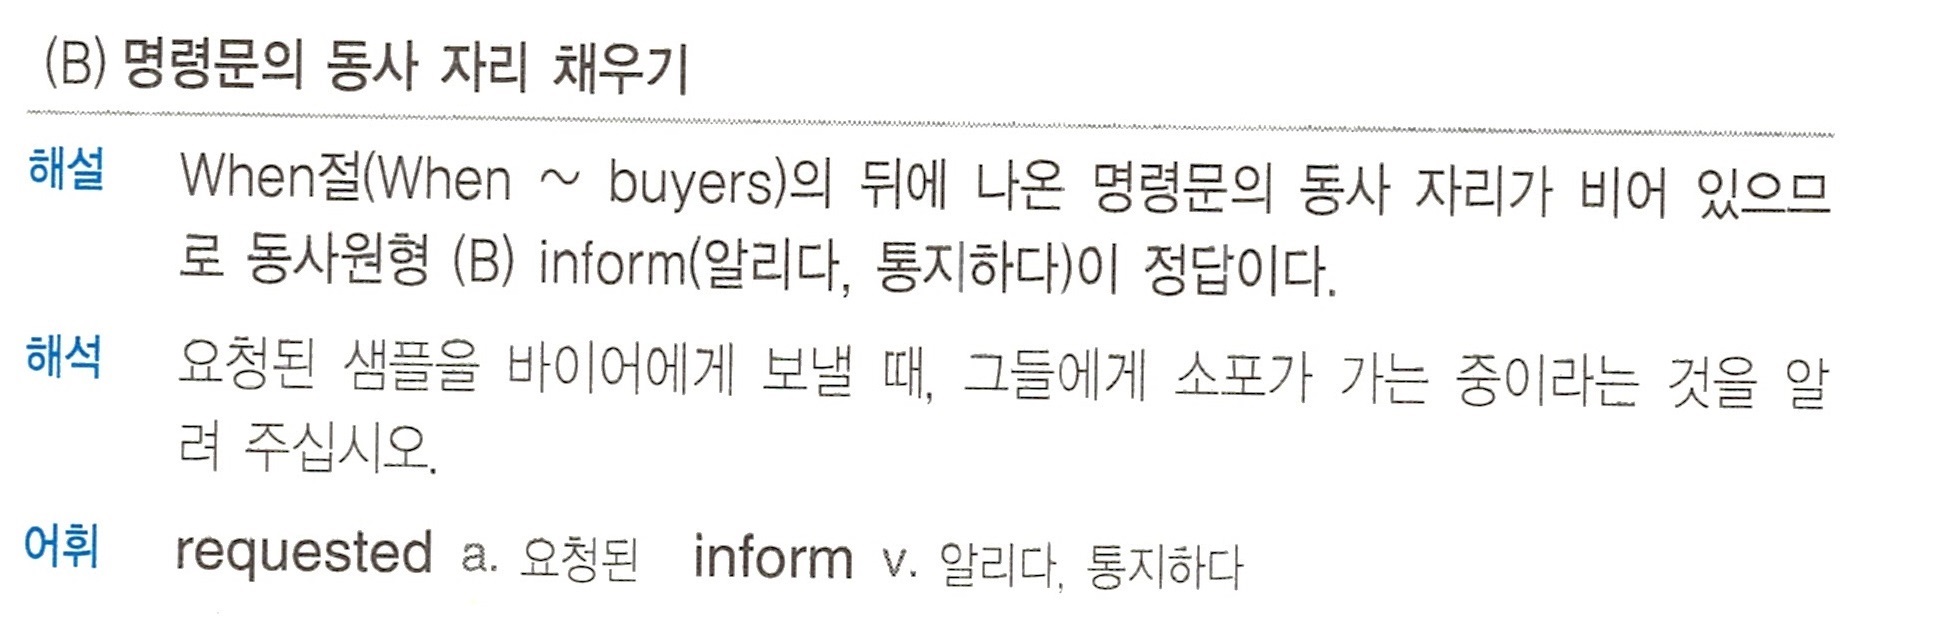 (B) 명령문의 동사 자리 채우기
해설 When절(When ~ buyers)의 뒤에 나온 명령문의 동사 자리가 비어 있으므
로 동사원형 (B) inform(알리다, 통지하다)이 정답이다.
해석 요청된 샘플을 바이어에게 보낼 때, 그들에게 소포가 가는 중이라는 것을 알
려 주십시오.
어휘 requested a. 요청된 inform v. 알리다, 통지하다